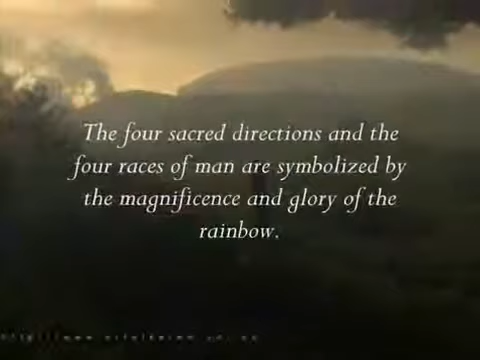 The four sacred directions and the
four races of man are symbolized by
the magnificence and glory of the
rainbow.